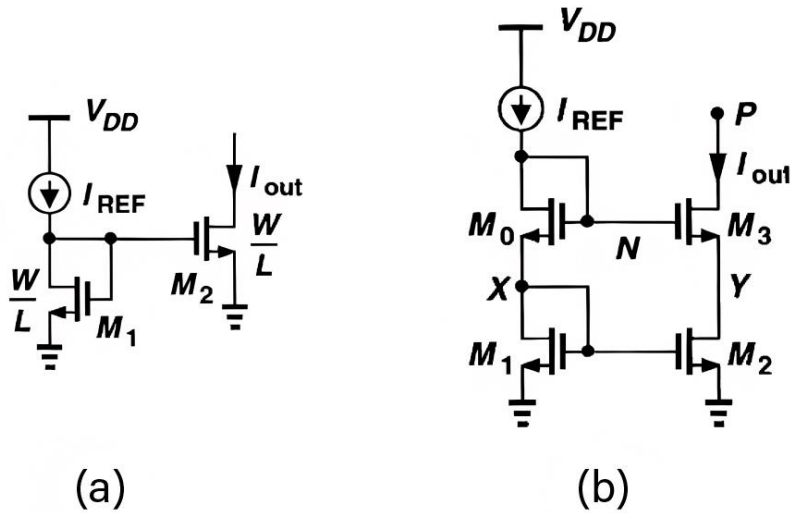 V_DD
I_REF
I_out
W/L
M_2
W/L
M_1
(a)
V_DD
I_REF
P
I_out
M_0
N
M_3
X
Y
M_1
M_2
(b)